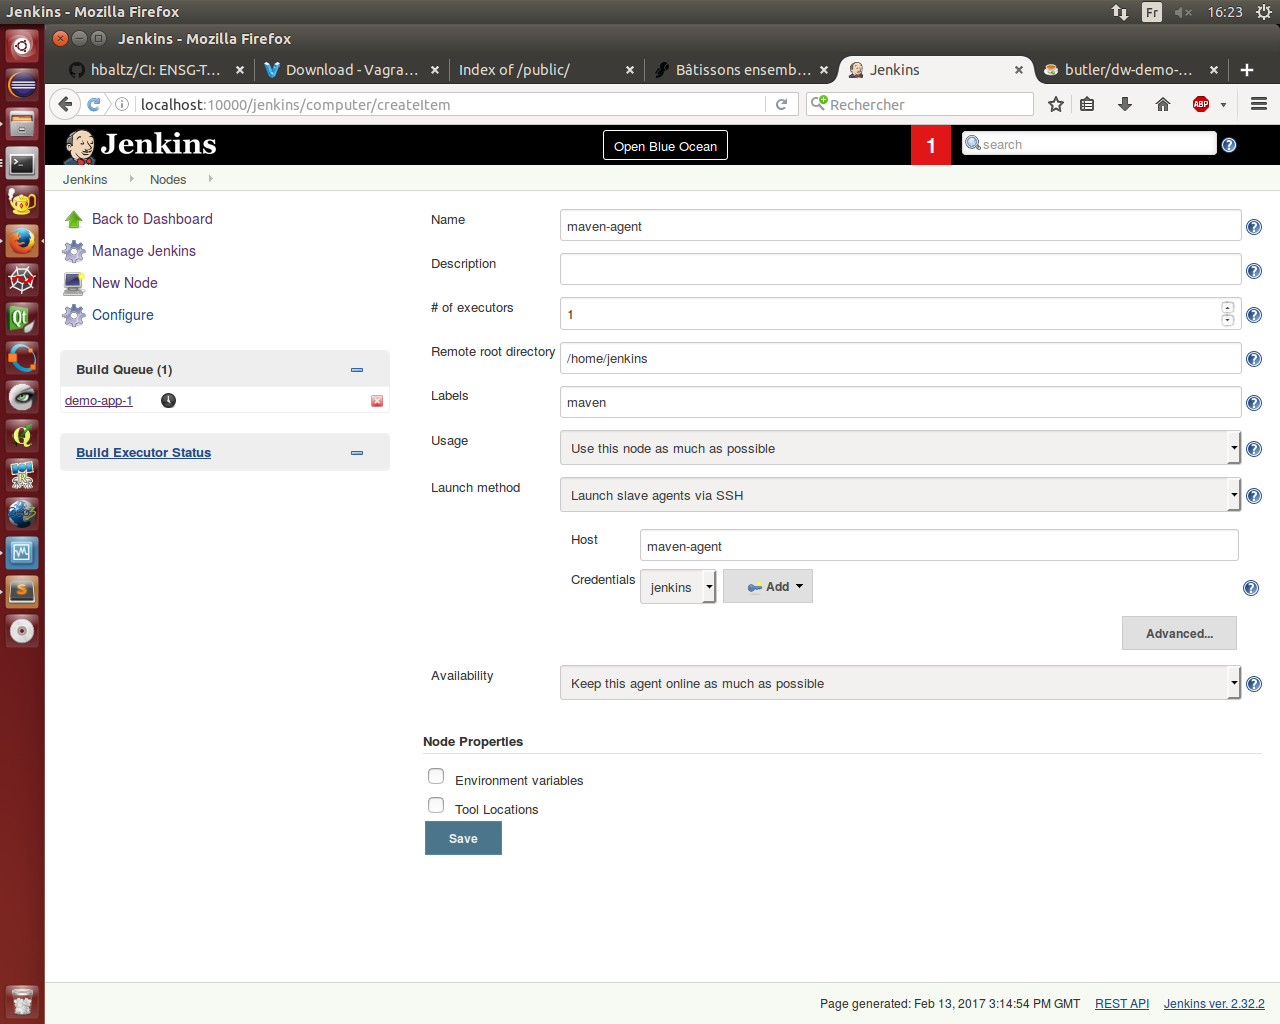 Jenkins - Mozilla Firefox
Fr
16:23
Jenkins - Mozilla Firefox
hbaltz/CI: ENSG-T...
Download - Vagra...
Index of /public/
Bâtissons ensemb...
Jenkins
butler/dw-demo-...
localhost:10000/jenkins/computer/createItem
Rechercher
ABP
Jenkins
Open Blue Ocean
1
search
Jenkins
Nodes
Back to Dashboard
Manage Jenkins
New Node
Configure
Build Queue (1)
demo-app-1
Build Executor Status
Name
maven-agent
Description
# of executors
1
Remote root directory
/home/jenkins
Labels
maven
Usage
Use this node as much as possible
Launch method
Launch slave agents via SSH
Host
maven-agent
Credentials
jenkins
Add
Advanced...
Availability
Keep this agent online as much as possible
Node Properties
Environment variables
Tool Locations
Save
Page generated: Feb 13, 2017 3:14:54 PM GMT
REST API
Jenkins ver. 2.32.2